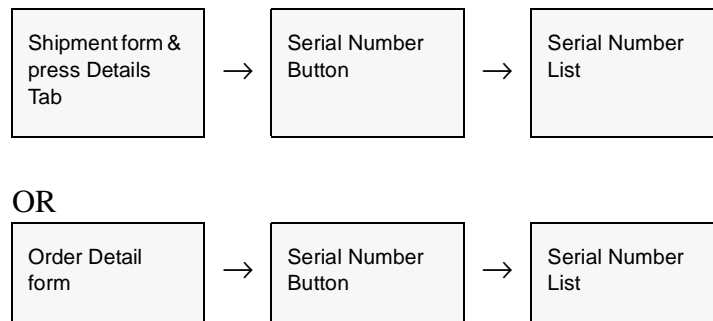 Shipment form &
press Details
Tab
→
Serial Number
Button
→
Serial Number
List
OR
Order Detail
form
→
Serial Number
Button
→
Serial Number
List